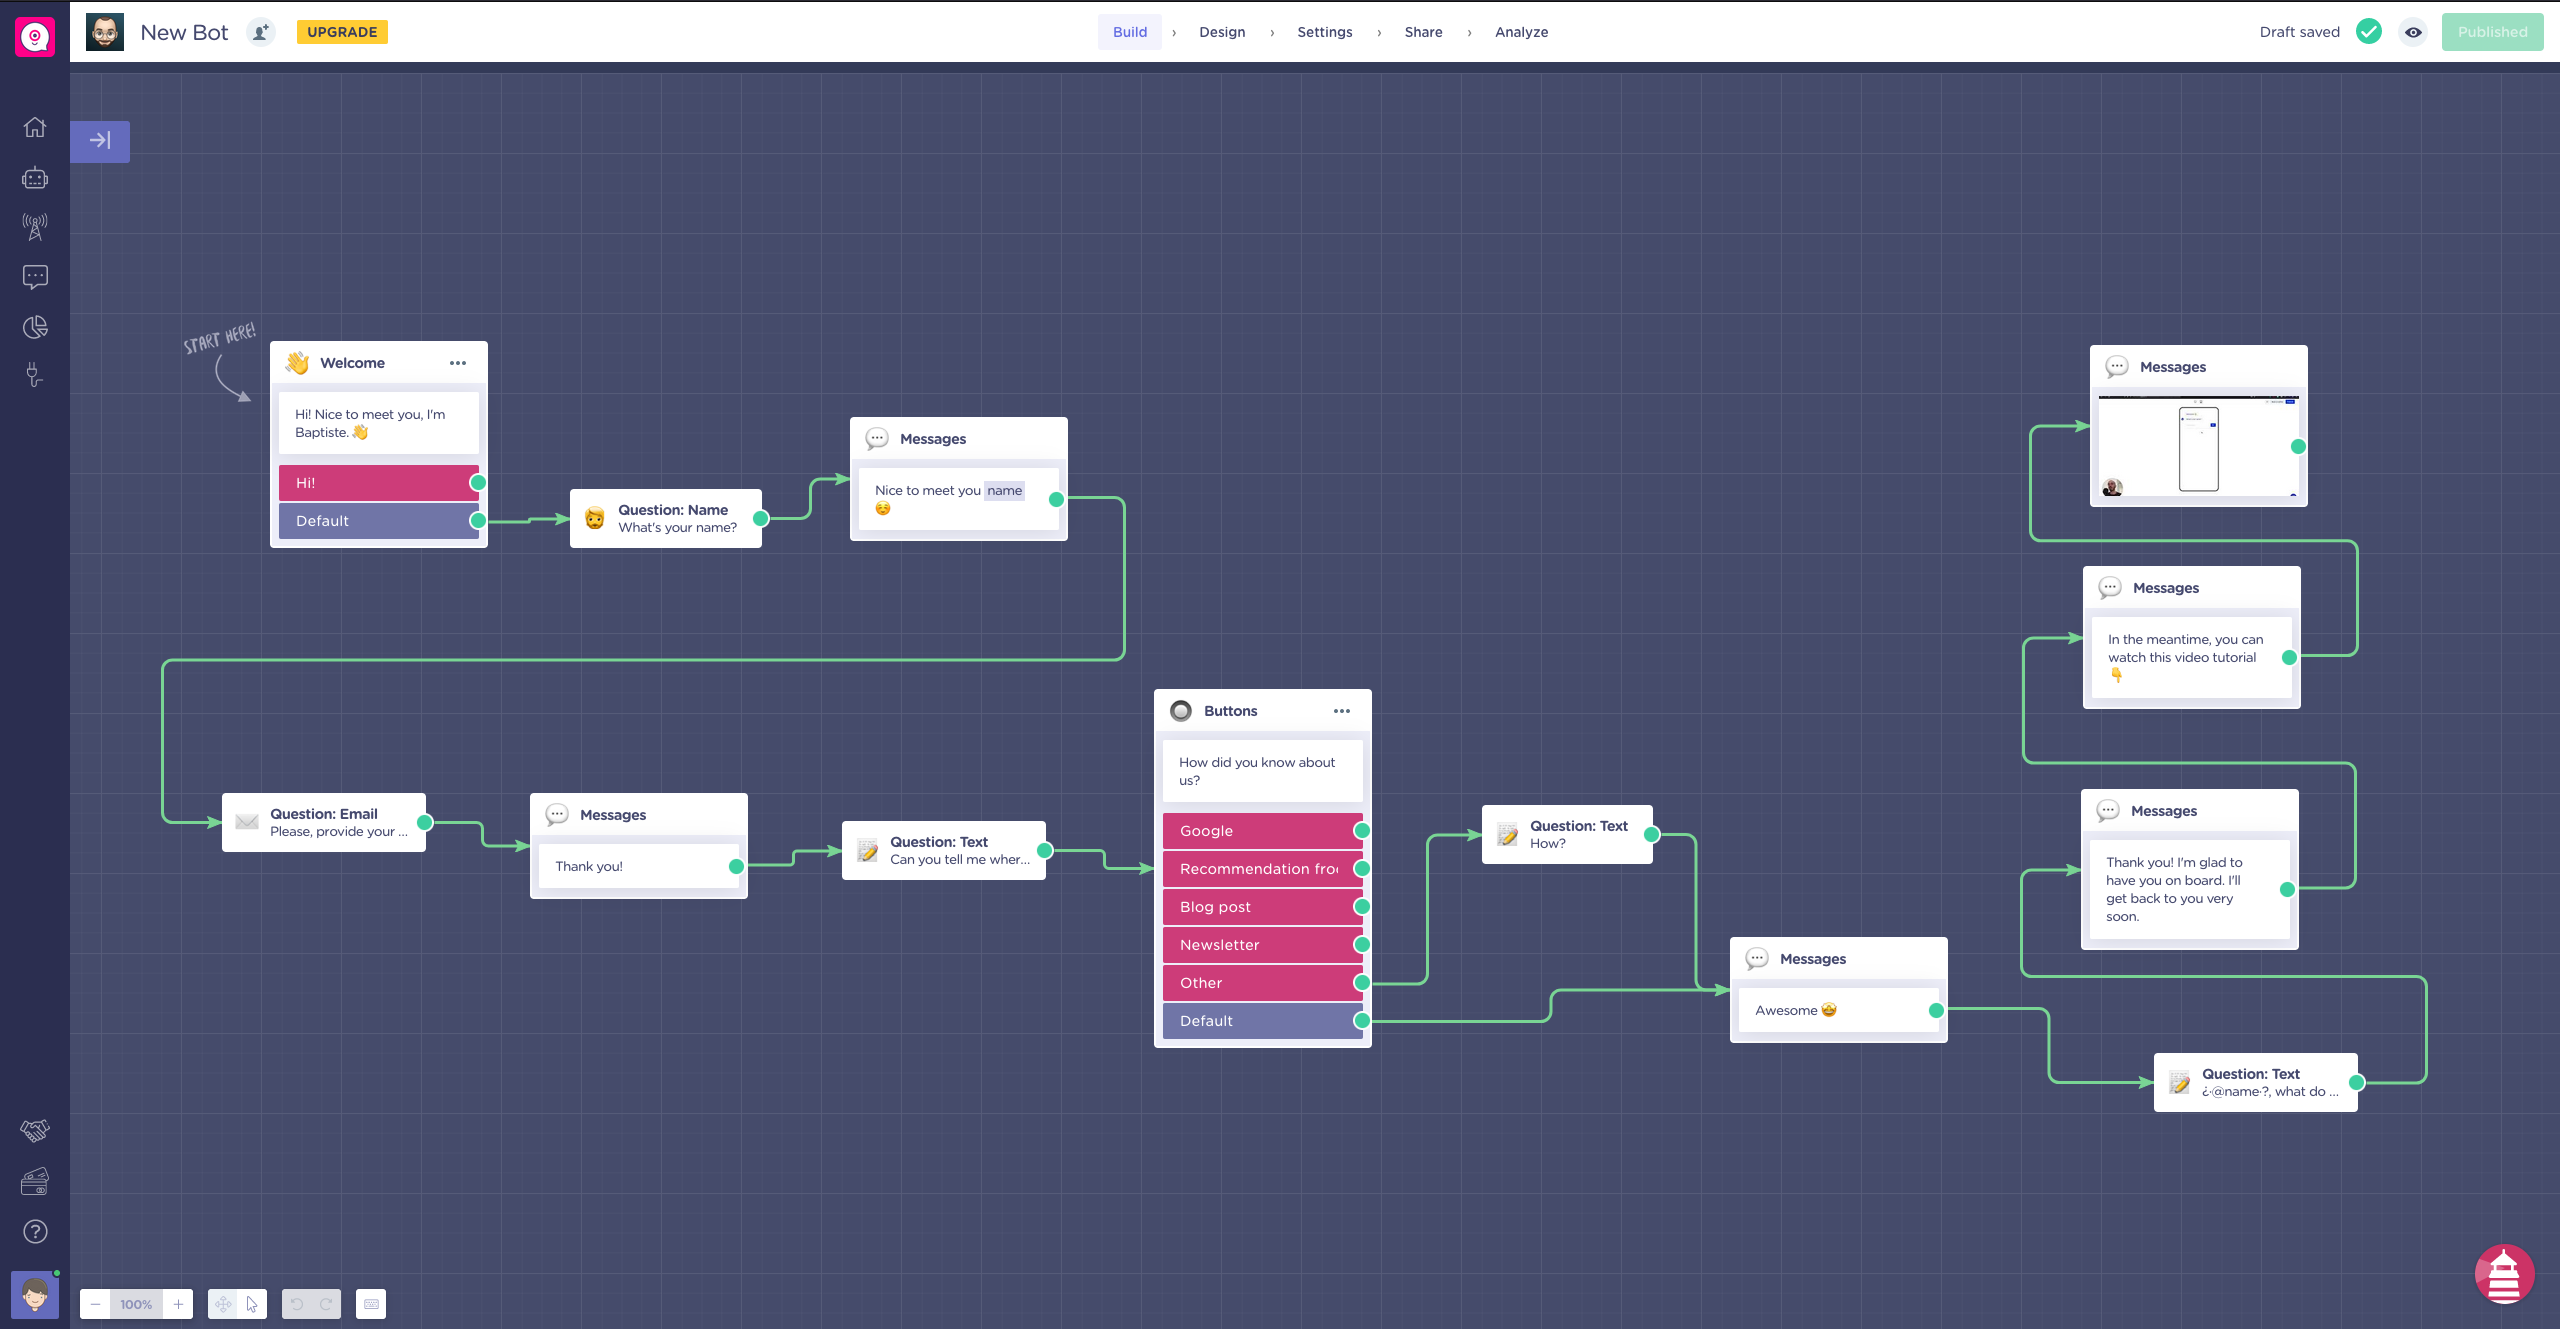 New Bot
UPGRADE
Build › Design › Settings › Share › Analyze
Draft saved
Published
START HERE!
Welcome
Hi! Nice to meet you, I'm
Baptiste. 👋
Hi!
Default
Question: Name
What's your name?
Messages
Nice to meet you name
☺️
Question: Email
Please, provide your ...
Messages
Thank you!
Question: Text
Can you tell me wher...
Buttons
How did you know about
us?
Google
Recommendation fro
Blog post
Newsletter
Other
Default
Question: Text
How?
Messages
Awesome 🤩
Question: Text
¿·@name·?, what do ...
Messages
Thank you! I'm glad to
have you on board. I'll
get back to you very
soon.
Messages
In the meantime, you can
watch this video tutorial
👇
Messages
100%